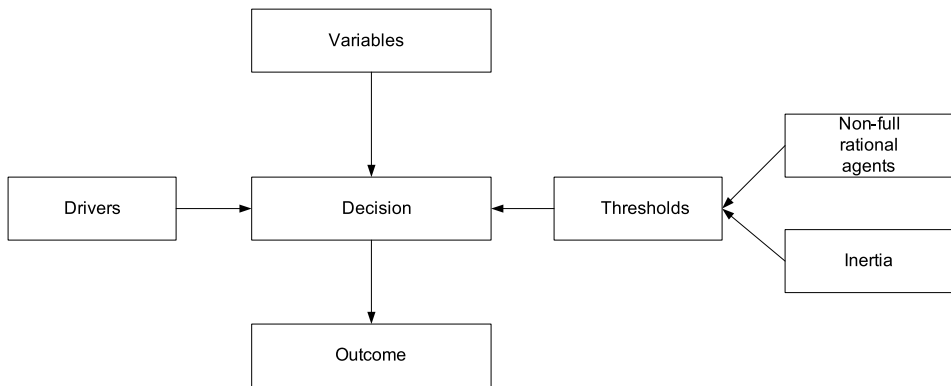 Variables
Non-full
rational
agents
Drivers
Decision
Thresholds
Inertia
Outcome